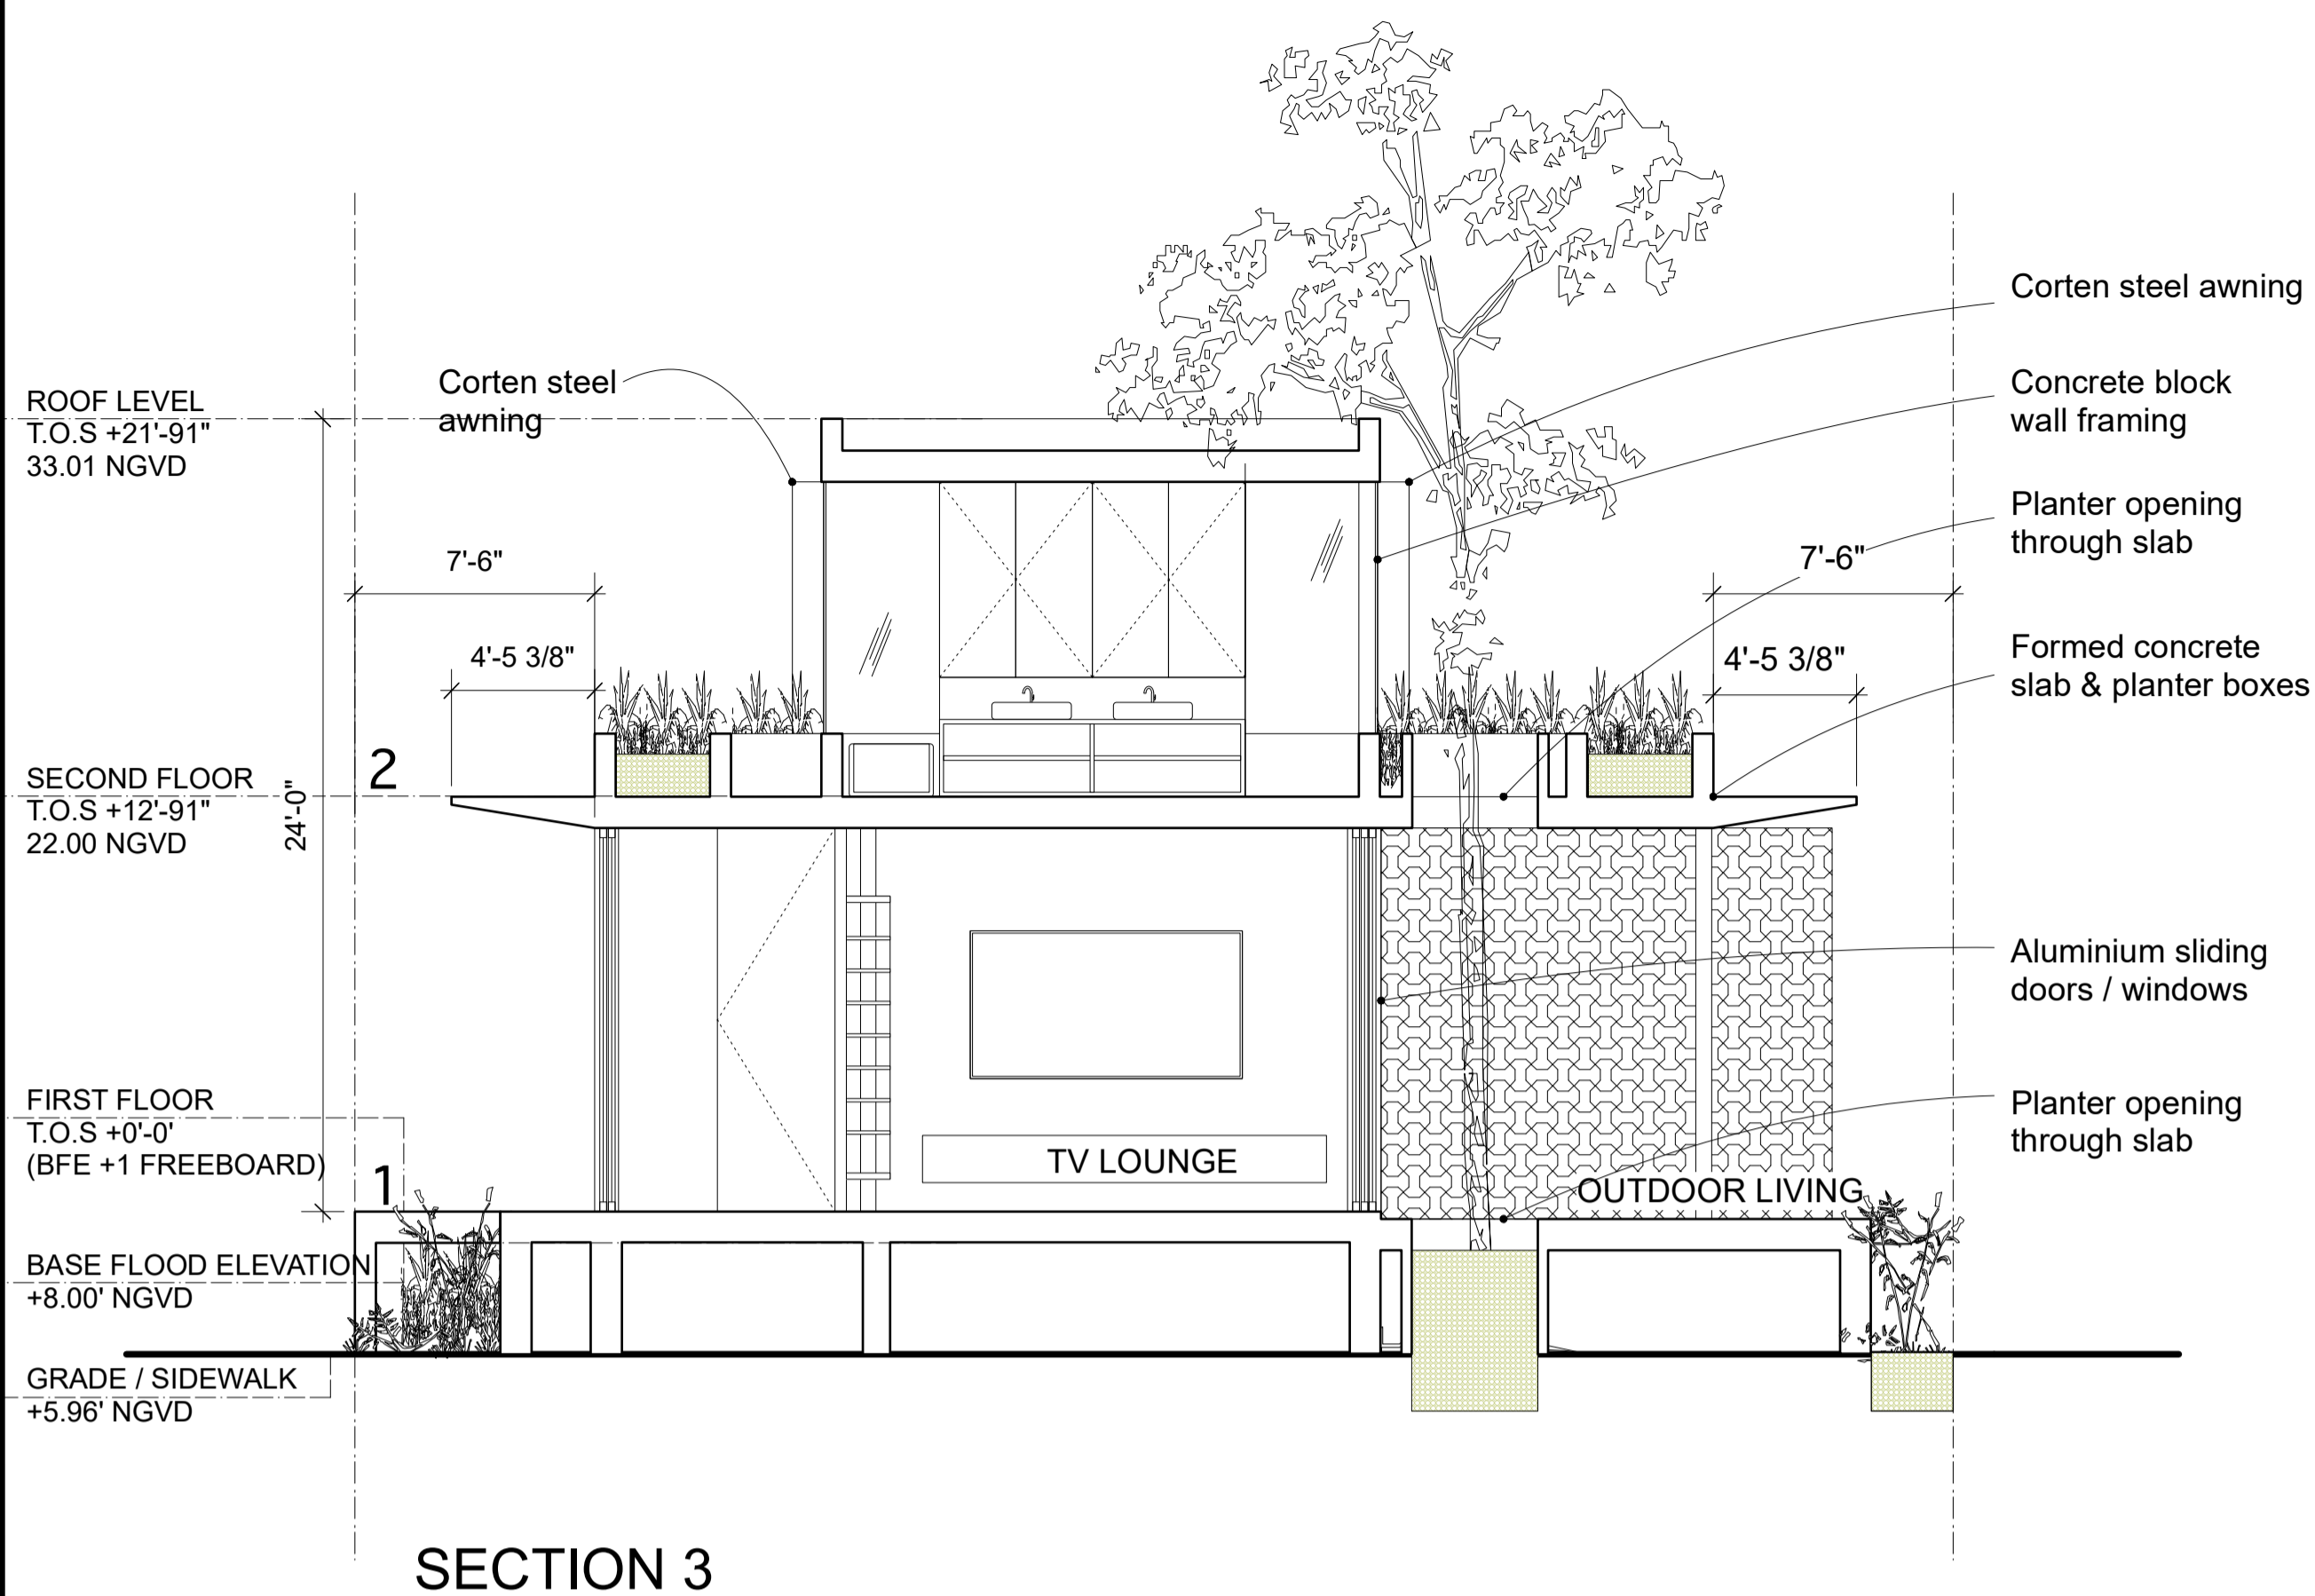 Corten steel awning
Corten steel
awning
Concrete block
wall framing
ROOF LEVEL
T.O.S +21'-91"
33.01 NGVD
Planter opening
through slab
7'-6"
7'-6"
4'-5 3/8"
4'-5 3/8"
Formed concrete
slab & planter boxes
2
SECOND FLOOR
T.O.S +12'-91"
22.00 NGVD
24'-0"
Aluminium sliding
doors / windows
FIRST FLOOR
T.O.S +0'-0'
(BFE +1 FREEBOARD)
1
TV LOUNGE
Planter opening
through slab
OUTDOOR LIVING
BASE FLOOD ELEVATION
+8.00' NGVD
GRADE / SIDEWALK
+5.96' NGVD
SECTION 3